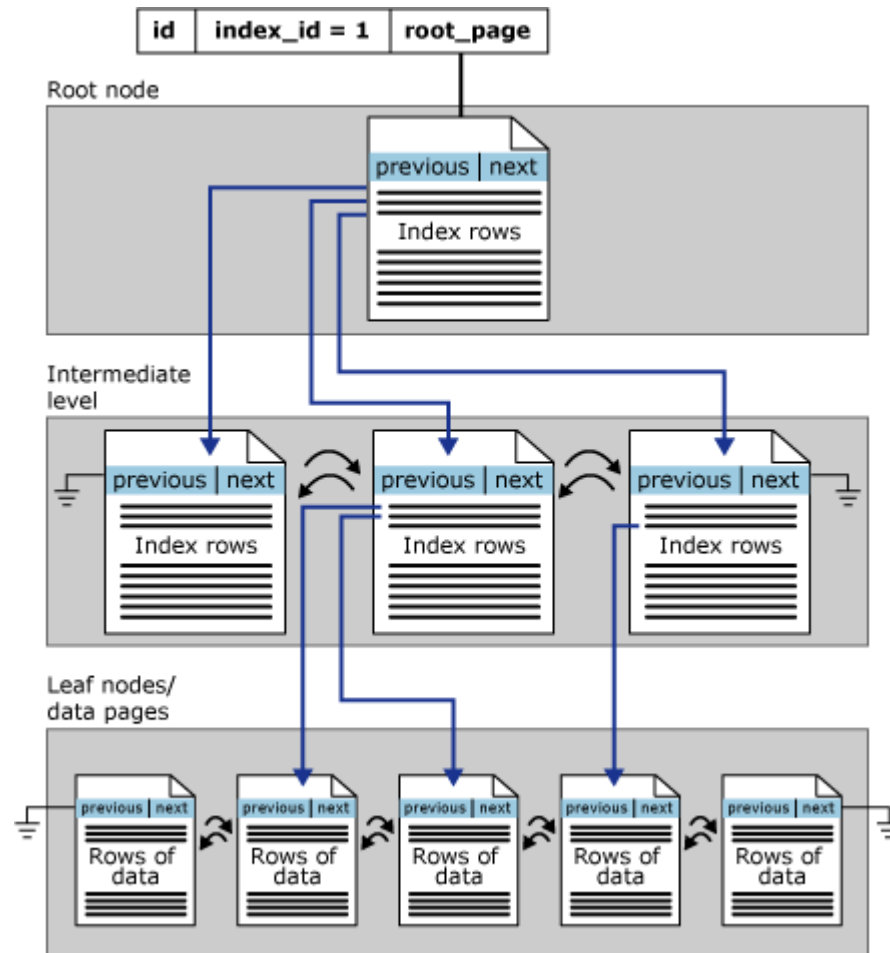 id index_id = 1 root_page
Root node
previous next
Index rows
Intermediate
level
previous next previous next previous next
Index rows Index rows Index rows
Leaf nodes/
data pages
previous next previous next previous next previous next previous next
Rows of Rows of Rows of Rows of Rows of
data data data data data